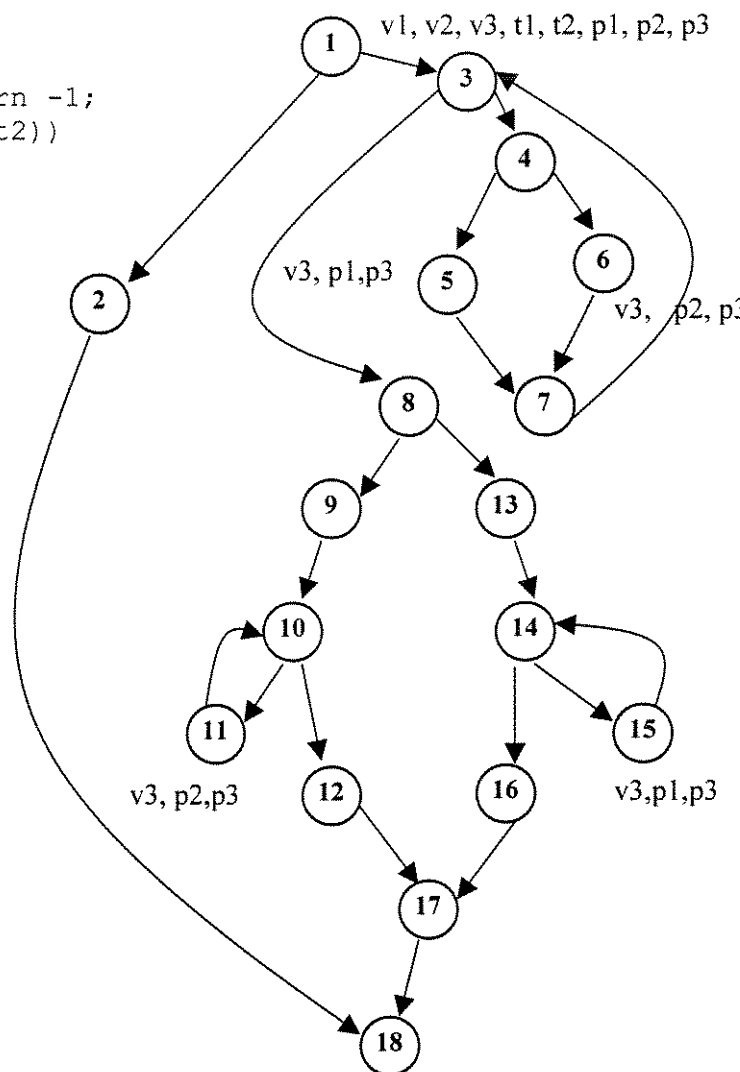 v1, v2, v3, t1, t2, p1, p2, p3
1
3
rn -1;
t2))
4
v3, p1,p3
5
6
2
v3, p2, p3
8
7
9
13
10
14
11
15
v3, p2,p3
12
16
v3,p1,p3
17
18